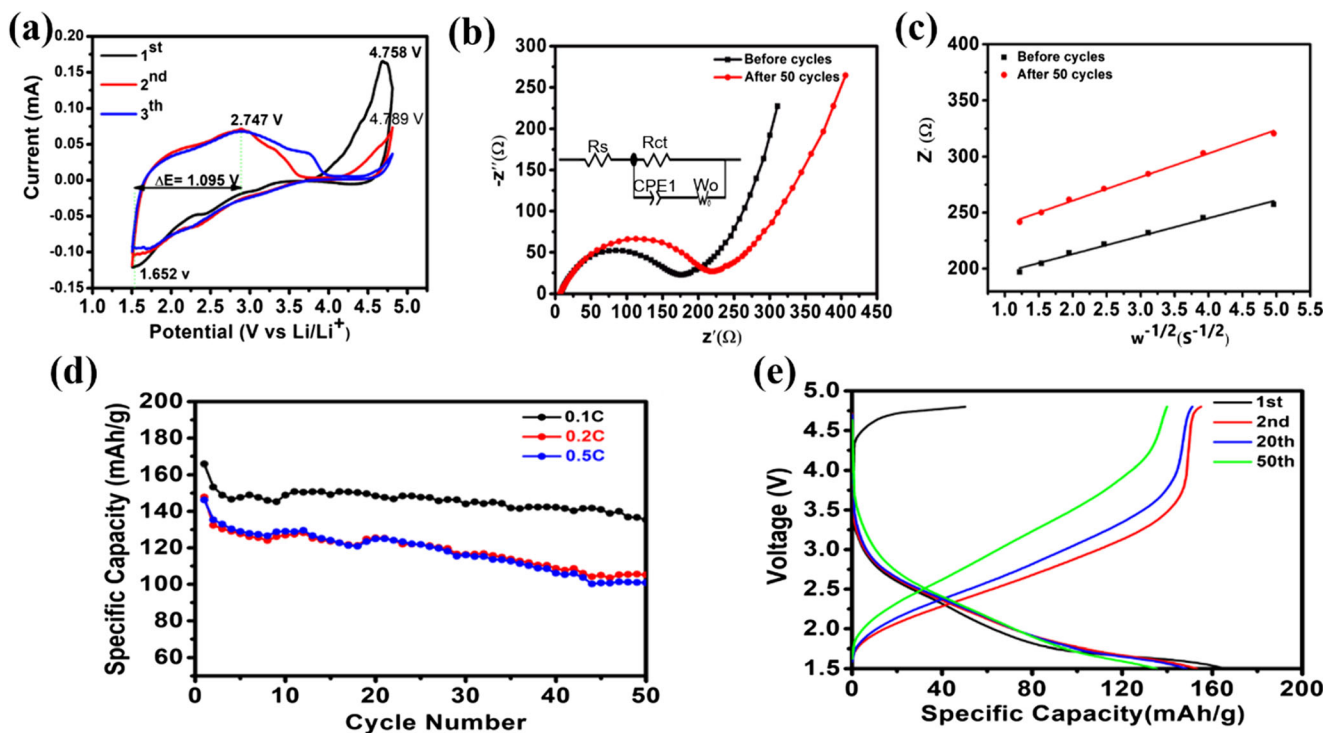 (a)
0.20
0.15
0.10
0.05
0.00
-0.05
-0.10
-0.15
Current (mA)
1st
2nd
3th
4.758 V
4.789 V
2.747 V
ΔE= 1.095 V
1.652 v
1.0 1.5 2.0 2.5 3.0 3.5 4.0 4.5 5.0
Potential (V vs Li/Li+)
(b)
300
250
200
150
100
50
0
-z''(Ω)
Before cycles
After 50 cycles
Rs
Rct
CPE1
Wo
0 50 100 150 200 250 300 350 400 450
z'(Ω)
(c)
400
350
300
250
200
Z (Ω)
Before cycles
After 50 cycles
1.0 1.5 2.0 2.5 3.0 3.5 4.0 4.5 5.0 5.5
w-1/2(S-1/2)
(d)
200
180
160
140
120
100
80
60
Specific Capacity (mAh/g)
0.1C
0.2C
0.5C
0 10 20 30 40 50
Cycle Number
(e)
5.0
4.5
4.0
3.5
3.0
2.5
2.0
1.5
Voltage (V)
1st
2nd
20th
50th
0 40 80 120 160 200
Specific Capacity(mAh/g)